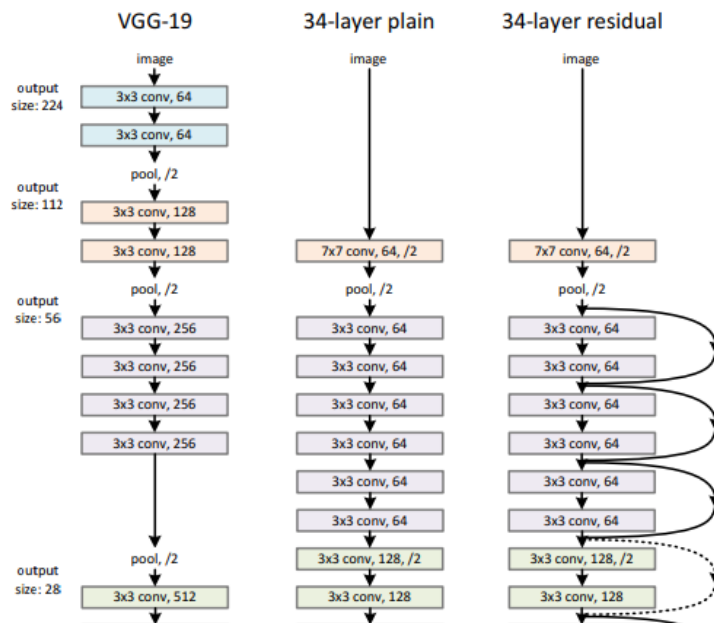 VGG-19 34-layer plain 34-layer residual
image image image
output
size: 224
3x3 conv, 64
3x3 conv, 64
pool, /2
output
size: 112
3x3 conv, 128
3x3 conv, 128 7x7 conv, 64, /2 7x7 conv, 64, /2
pool, /2 pool, /2 pool, /2
output
size: 56
3x3 conv, 256 3x3 conv, 64 3x3 conv, 64
3x3 conv, 256 3x3 conv, 64 3x3 conv, 64
3x3 conv, 256 3x3 conv, 64 3x3 conv, 64
3x3 conv, 256 3x3 conv, 64 3x3 conv, 64
3x3 conv, 64 3x3 conv, 64
3x3 conv, 64 3x3 conv, 64
pool, /2 3x3 conv, 128, /2 3x3 conv, 128, /2
output
size: 28
3x3 conv, 512 3x3 conv, 128 3x3 conv, 128